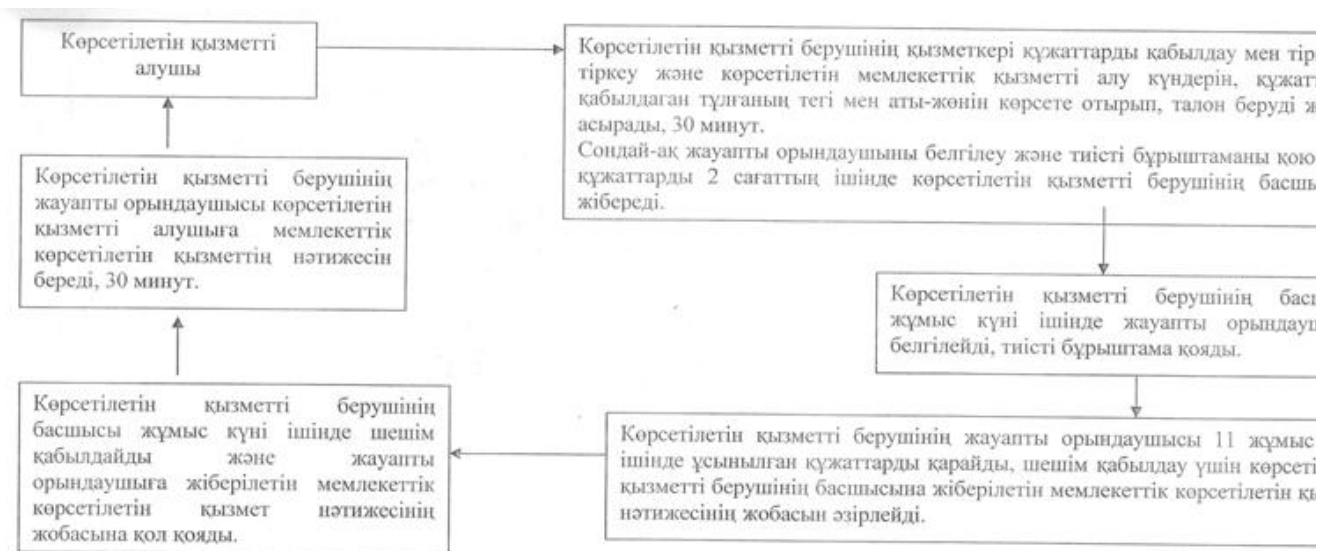 Көрсетілетін қызметті
алушы
Көрсетілетін қызметті берушінің қызметкері құжаттарды қабылдау мен
тіркеу және көрсетілетін мемлекеттік қызметті алу күндерін,
қабылдаған тұлғаның тегі мен аты-жөнін көрсете отырып, талон беруді
асырады, 30 минут.
Сондай-ақ жауапты орындаушыны белгілеу және тиісті бұрыштаманы қою
құжаттарды 2 сағаттың ішінде көрсетілетін қызметті берушінің
жібереді.
Көрсетілетін қызметті берушінің
жұмыс күні ішінде жауапты
белгілейді, тиісті бұрыштама қояды.
Көрсетілетін қызметті берушінің жауапты орындаушысы 11 жұмыс
ішінде ұсынылған құжаттарды қарайды, шешім қабылдау үшін
қызметті берушінің басшысына жіберілетін мемлекеттік көрсетілетін
нәтижесінің жобасын әзірлейді.
Көрсетілетін қызметті берушінің
басшысы жұмыс күні ішінде шешім
қабылдайды және жауапты
орындаушыға жіберілетін мемлекеттік
көрсетілетін қызмет нәтижесінің
жобасына қол қояды.
Көрсетілетін қызметті берушінің
жауапты орындаушысы көрсетілетін
қызметті алушыға мемлекеттік
көрсетілетін қызметтің нәтижесін
береді, 30 минут.